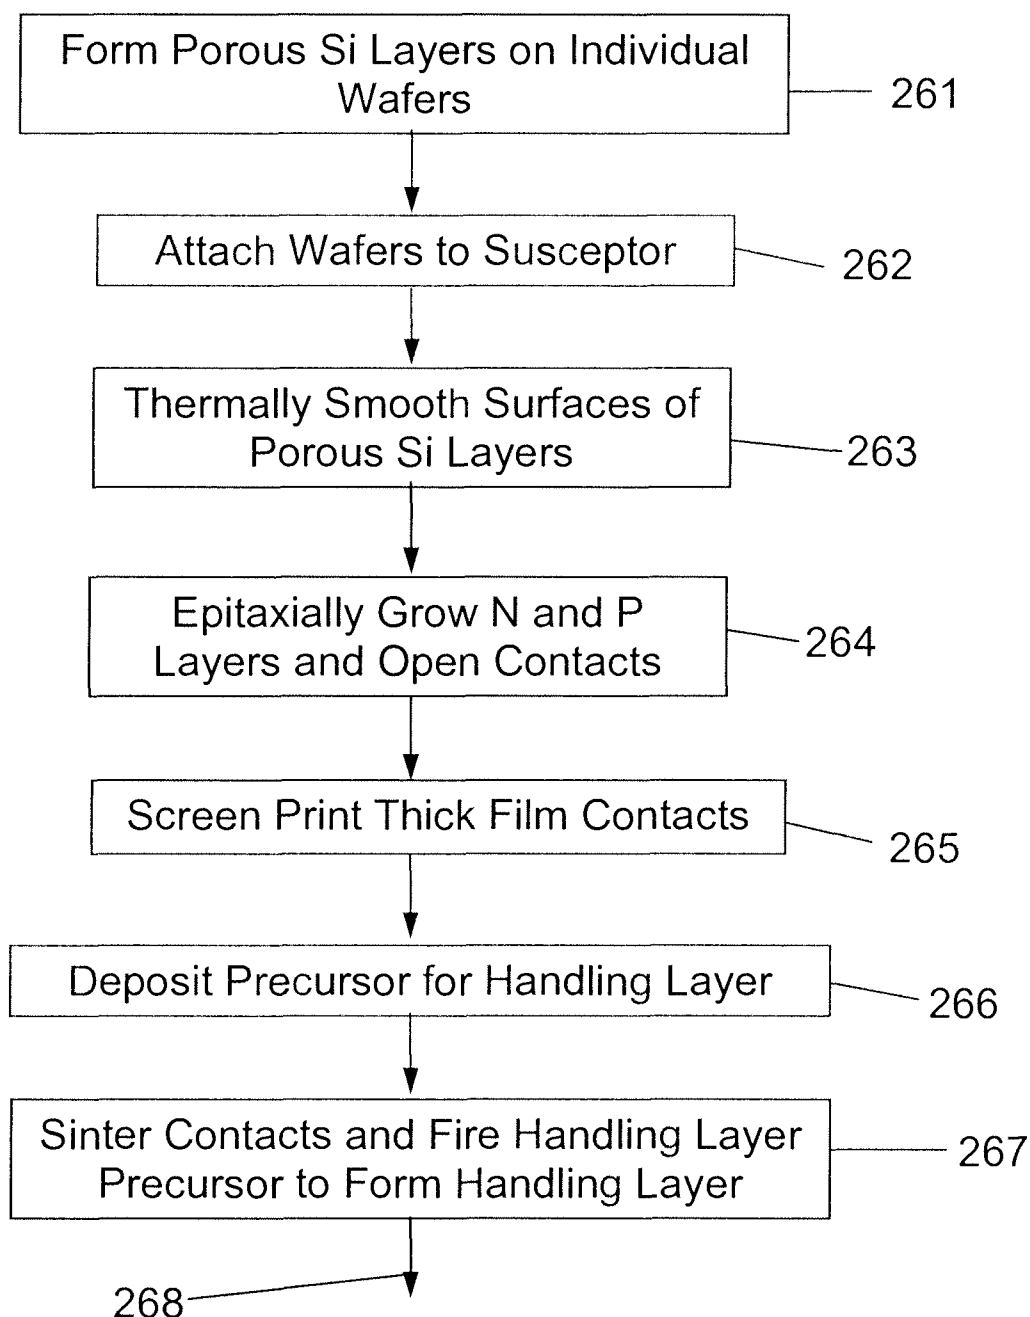 Form Porous Si Layers on Individual
Wafers
261
Attach Wafers to Susceptor
262
Thermally Smooth Surfaces of
Porous Si Layers
263
Epitaxially Grow N and P
Layers and Open Contacts
264
Screen Print Thick Film Contacts
265
Deposit Precursor for Handling Layer
266
Sinter Contacts and Fire Handling Layer
Precursor to Form Handling Layer
267
268